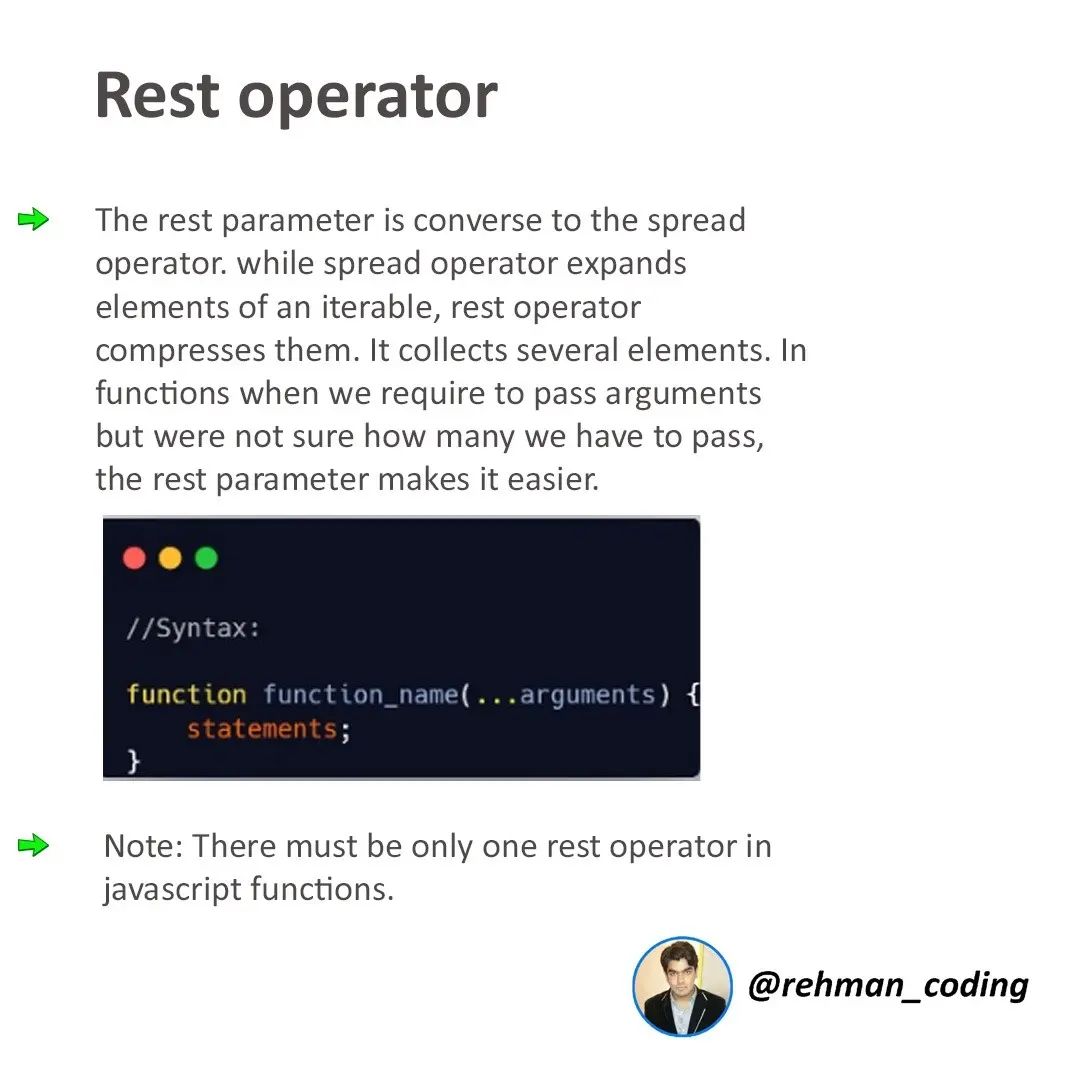 Rest operator
The rest parameter is converse to the spread
operator. while spread operator expands
elements of an iterable, rest operator
compresses them. It collects several elements. In
functions when we require to pass arguments
but were not sure how many we have to pass,
the rest parameter makes it easier.
//Syntax:
function function_name(...arguments) {
    statements;
}
Note: There must be only one rest operator in
javascript functions.
@rehman_coding